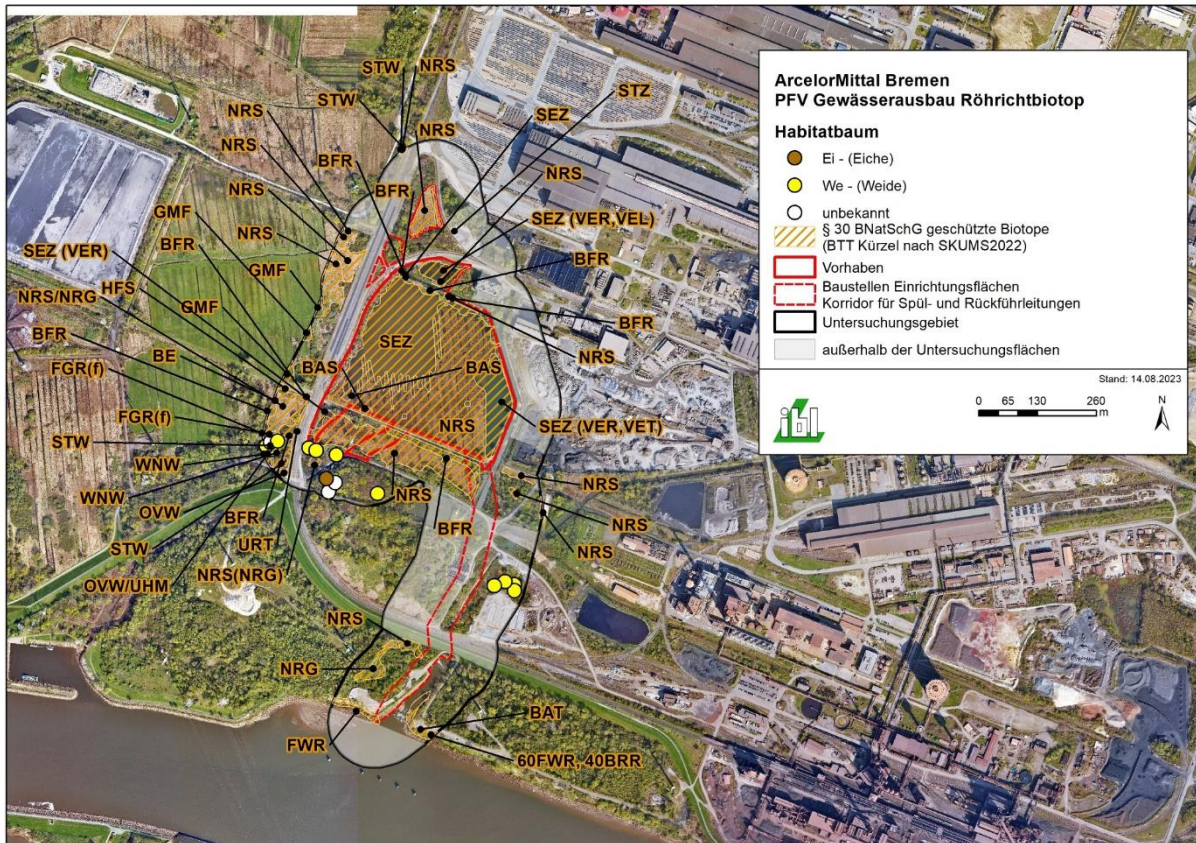 ArcelorMittal Bremen
PFV Gewässerausbau Röhrichtbiotop
Habitatbaum
Ei - (Eiche)
We - (Weide)
unbekannt
§ 30 BNatSchG geschützte Biotope
(BTT Kürzel nach SKUMS2022)
Vorhaben
Baustellen Einrichtungsflächen
Korridor für Spül- und Rückführleitungen
Untersuchungsgebiet
außerhalb der Untersuchungsflächen
Stand: 14.08.2023
0 65 130 260
m
N
ibl
STW
NRS
STW
NRS
SEZ
STZ
NRS
NRS
BFR
NRS
NRS
BFR
SEZ (VER,VEL)
GMF
NRS
BFR
BFR
SEZ (VER)
GMF
HFS
GMF
BFR
NRS/NRG
SEZ
NRS
BFR
BE
BAS
BAS
FGR(f)
FGR(f)
NRS
SEZ (VER,VET)
STW
WNW
WNW
NRS
NRS
OVW
BFR
BFR
NRS
STW
URT
NRS
OVW/UHM
NRS(NRG)
NRS
NRG
BAT
FWR
60FWR, 40BRR